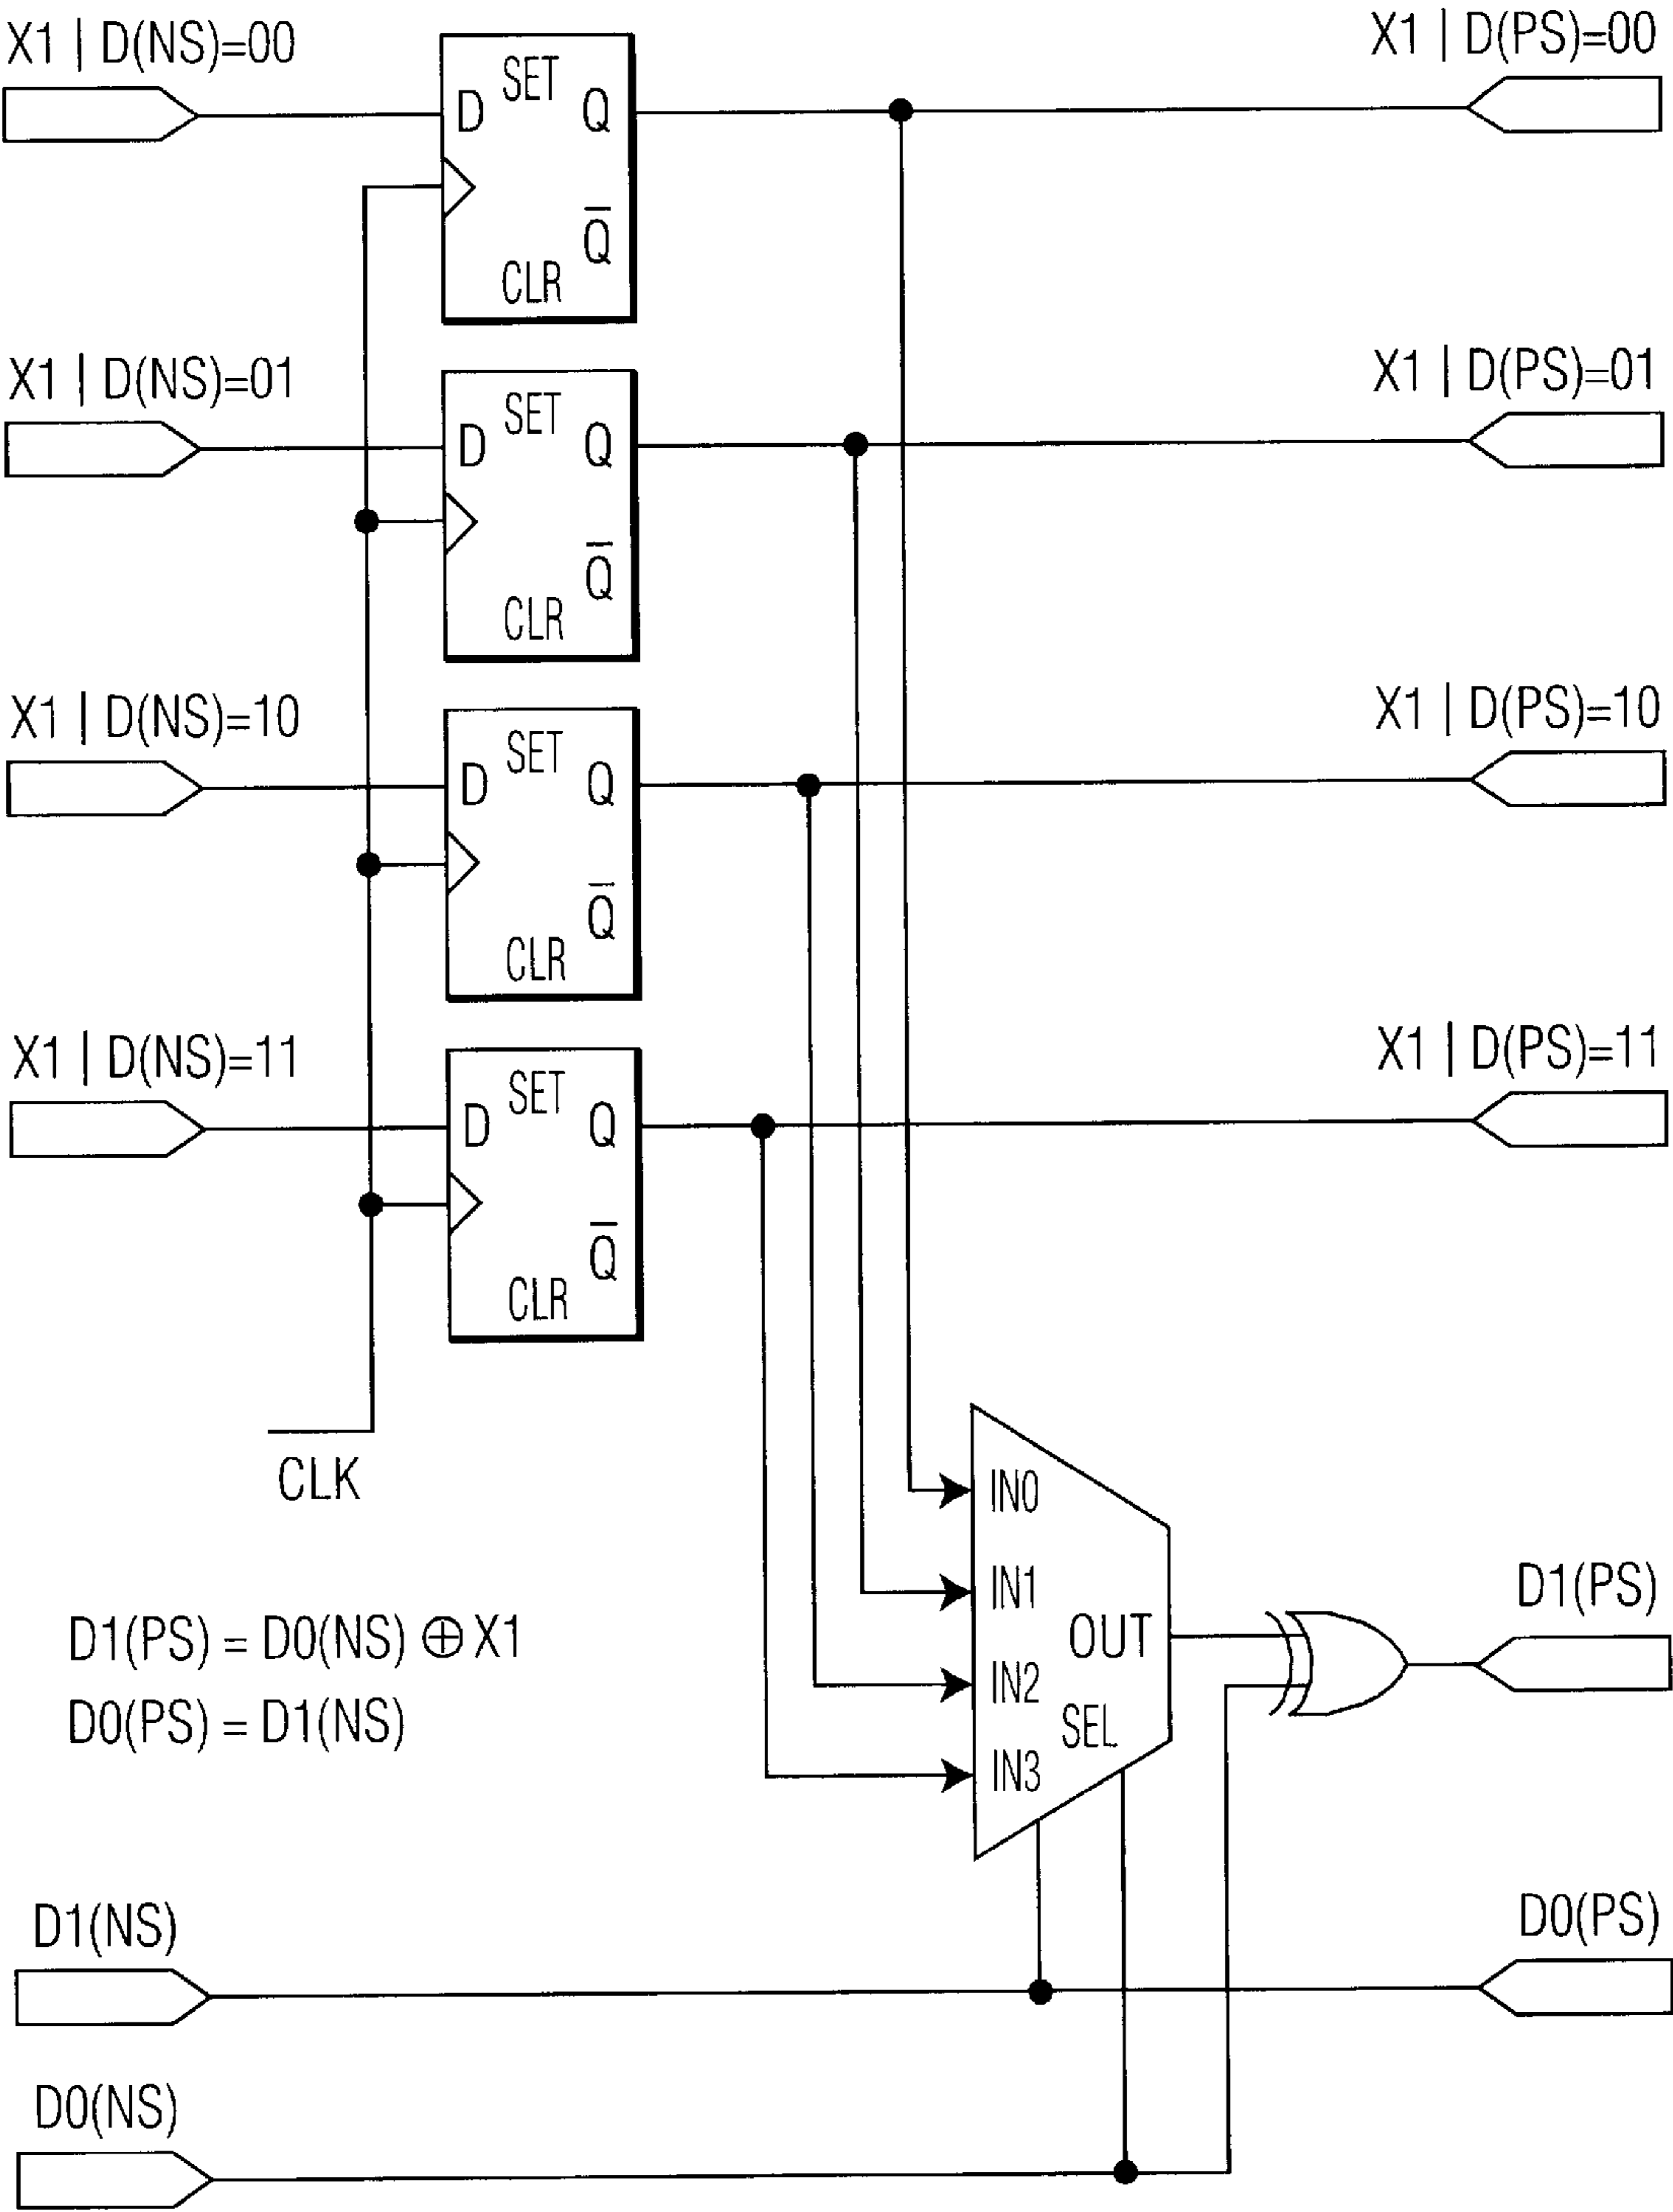 X1 | D(NS)=00
X1 | D(PS)=00
SET
D
Q
Q̅
CLR
X1 | D(NS)=01
X1 | D(PS)=01
SET
D
Q
Q̅
CLR
X1 | D(NS)=10
X1 | D(PS)=10
SET
D
Q
Q̅
CLR
X1 | D(NS)=11
X1 | D(PS)=11
SET
D
Q
Q̅
CLR
CLK
IN0
IN1
IN2
IN3
OUT
SEL
D1(PS)
D1(PS) = D0(NS) ⊕ X1
D0(PS) = D1(NS)
D1(NS)
D0(PS)
D0(NS)